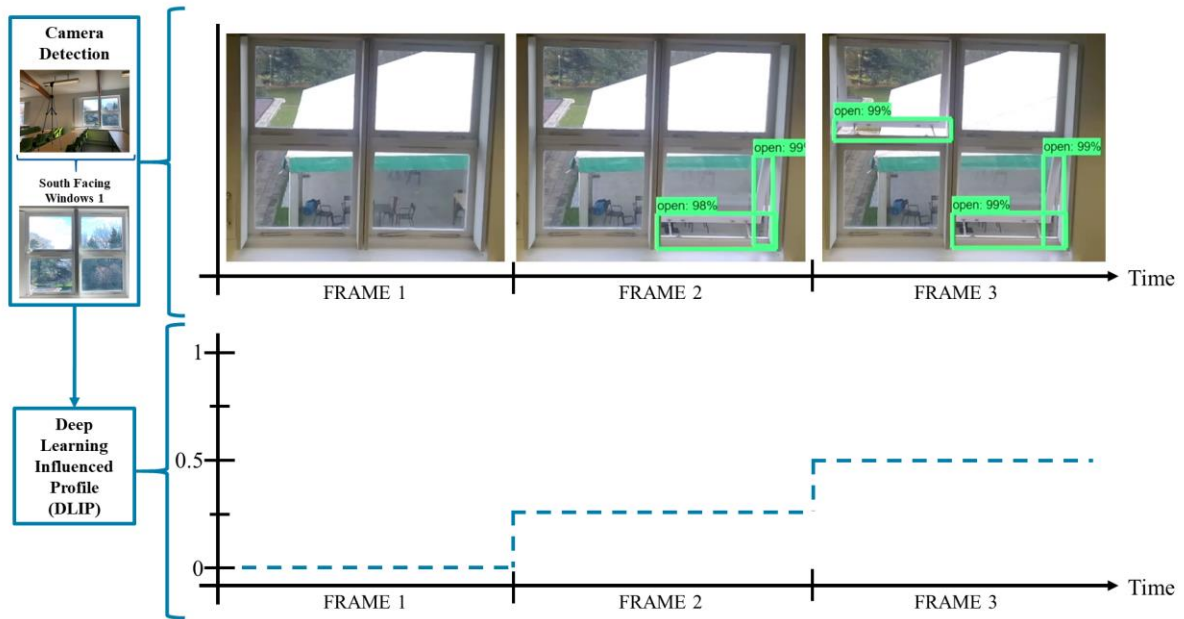 Camera
Detection
South Facing
Windows 1
open: 99%
open: 98%
open: 99%
open: 99%
open: 99%
FRAME 1
FRAME 2
FRAME 3
Time
Deep
Learning
Influenced
Profile
(DLIP)
1
0.5
0
FRAME 1
FRAME 2
FRAME 3
Time